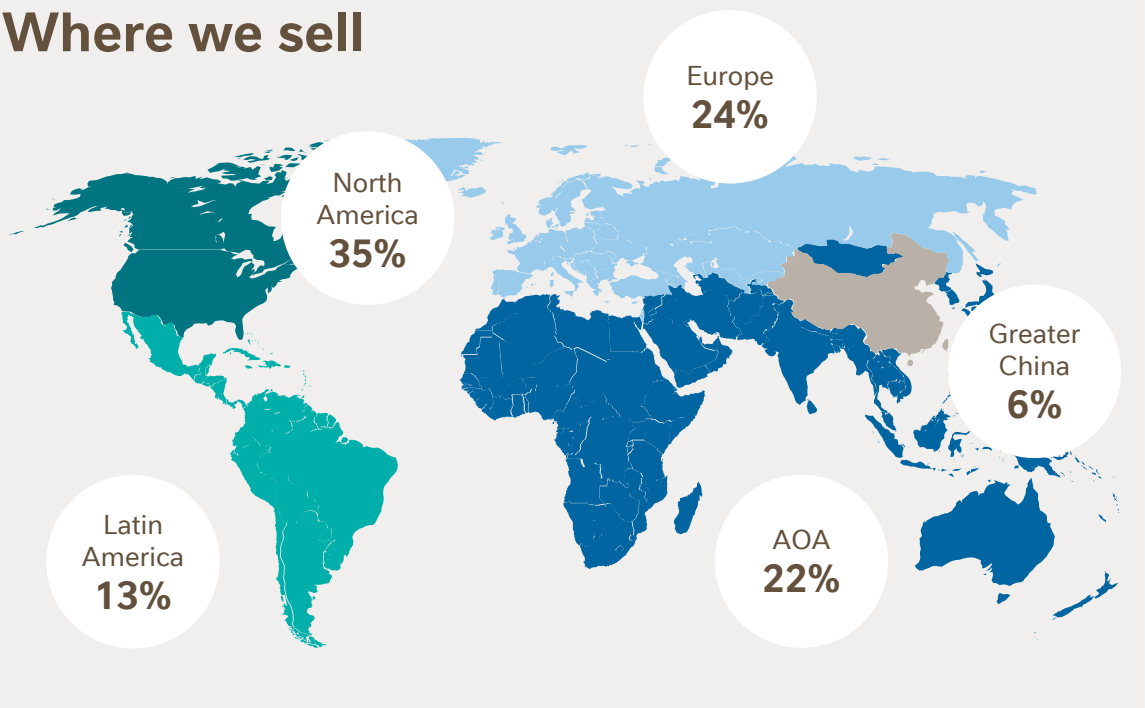 Where we sell
Europe
24%
North
America
35%
Greater
China
6%
Latin
America
13%
AOA
22%